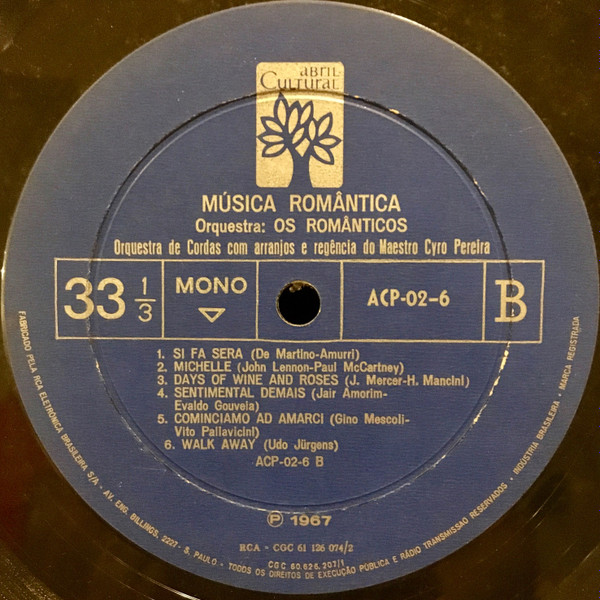 ABRIL
CULTURAL
MÚSICA ROMÂNTICA
Orquestra: OS ROMÂNTICOS
Orquestra de Cordas com arranjos e regência do Maestro Cyro Pereira
33 1/3
MONO
ACP-02-6
B
1. SI FA SERA (De Martino-Amurri)
2. MICHELLE (John Lennon-Paul McCartney)
3. DAYS OF WINE AND ROSES (J. Mercer-H. Mancini)
4. SENTIMENTAL DEMAIS (Jair Amorim-
Evaldo Gouveia)
5. COMINCIAMO AD AMARCI (Gino Mescoli-
Vito Pallavicini)
6. WALK AWAY (Udo Jürgens)
ACP-02-6 B
Ⓟ 1967
RCA - CGC 61 126 074/2
CGC 60.626.207/1
FABRICADO PELA RCA ELETRÔNICA BRASILEIRA S/A - AV. ENG. BILLINGS, 2227 - S. PAULO - TODOS OS DIREITOS DE EXECUÇÃO PÚBLICA E RÁDIO TRANSMISSÃO RESERVADOS - INDÚSTRIA BRASILEIRA - MARCA REGISTRADA